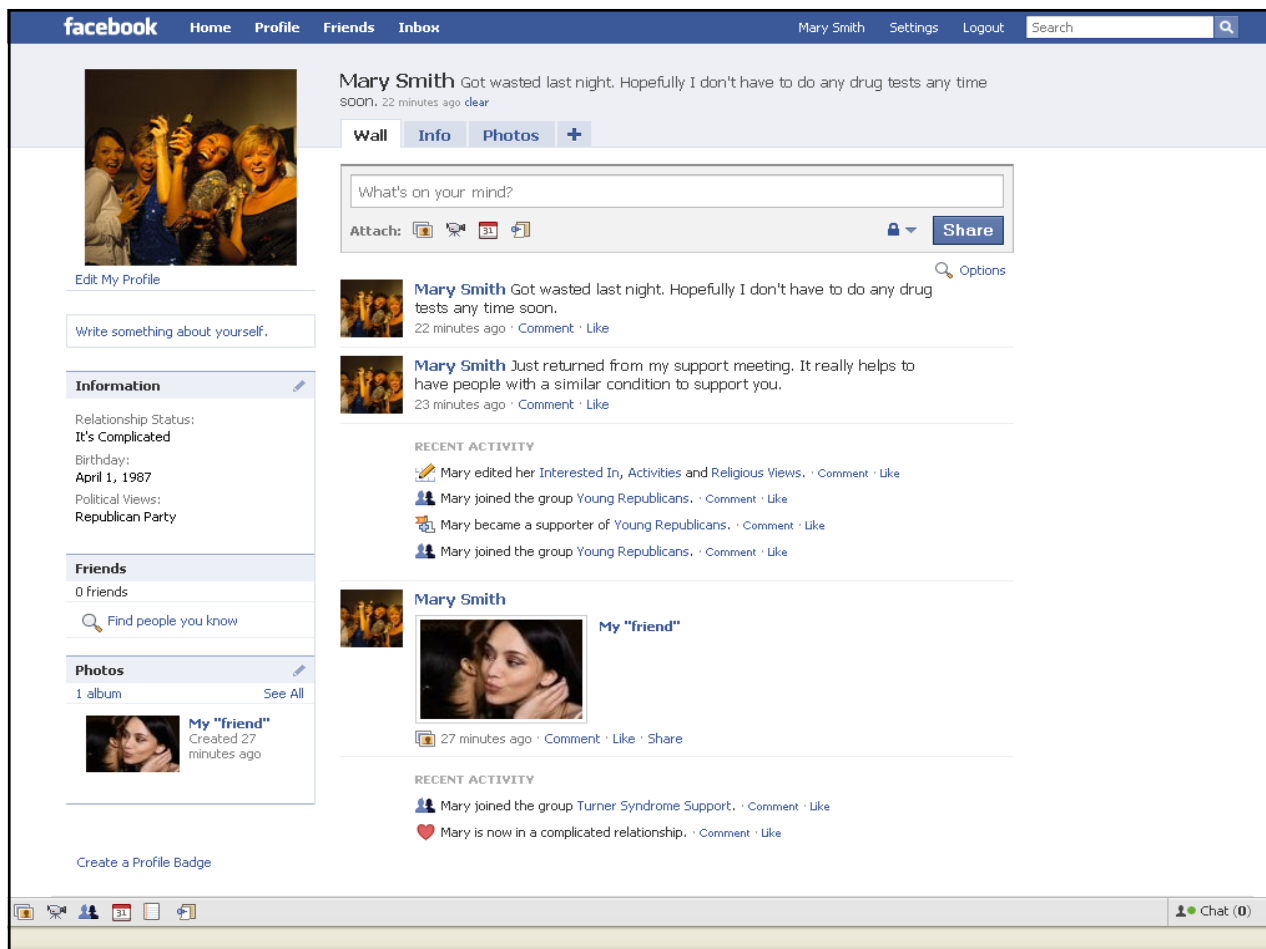 facebook Home Profile Friends Inbox Mary Smith Settings Logout Search
Mary Smith Got wasted last night. Hopefully I don't have to do any drug tests any time
soon. 22 minutes ago clear
Wall Info Photos +
What's on your mind?
Attach: 31 Share
Options
Edit My Profile
Write something about yourself.
Information
Relationship Status:
It's Complicated
Birthday:
April 1, 1987
Political Views:
Republican Party
Friends
0 friends
Find people you know
Photos
1 album See All
My "friend"
Created 27
minutes ago
Create a Profile Badge
Mary Smith Got wasted last night. Hopefully I don't have to do any drug
tests any time soon.
22 minutes ago · Comment · Like
Mary Smith Just returned from my support meeting. It really helps to
have people with a similar condition to support you.
23 minutes ago · Comment · Like
RECENT ACTIVITY
Mary edited her Interested In, Activities and Religious Views. · Comment · Like
Mary joined the group Young Republicans. · Comment · Like
Mary became a supporter of Young Republicans. · Comment · Like
Mary joined the group Young Republicans. · Comment · Like
Mary Smith
My "friend"
27 minutes ago · Comment · Like · Share
RECENT ACTIVITY
Mary joined the group Turner Syndrome Support. · Comment · Like
Mary is now in a complicated relationship. · Comment · Like
31 Chat (0)